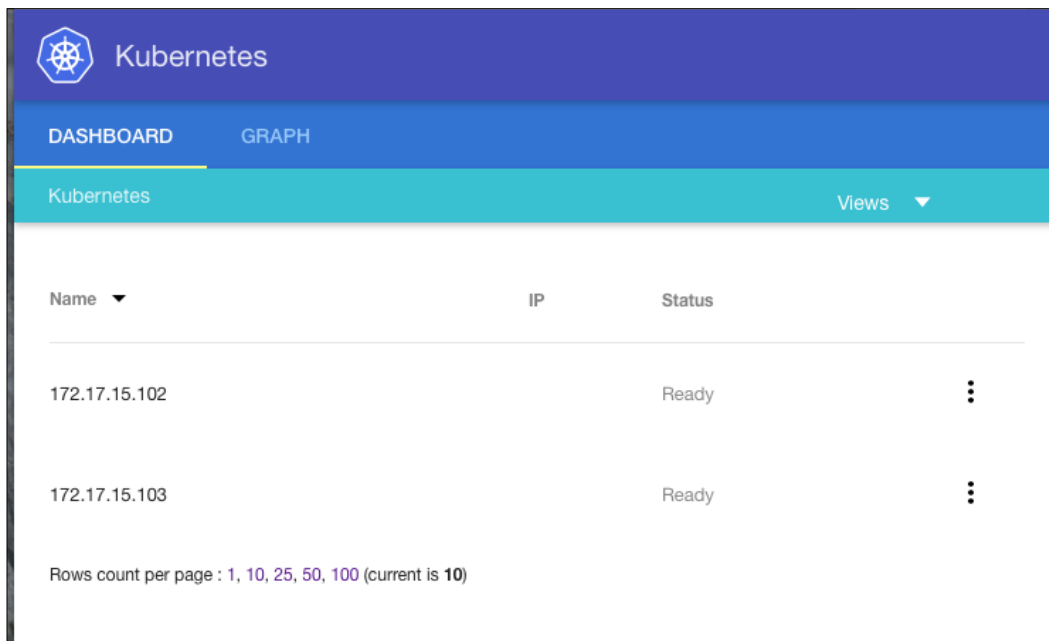 Kubernetes
DASHBOARD GRAPH
Kubernetes Views
Name IP Status
172.17.15.102 Ready
172.17.15.103 Ready
Rows count per page : 1, 10, 25, 50, 100 (current is 10)